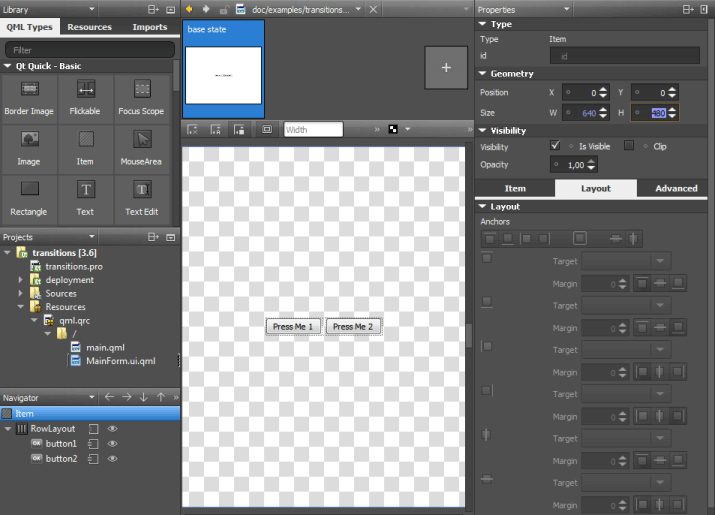 Library
QML Types Resources Imports
Filter
Qt Quick - Basic
Border Image Flickable Focus Scope
Image Item MouseArea
Rectangle Text Text Edit
Projects
transitions [3.6]
transitions.pro
deployment
Sources
Resources
qml.qrc
/
main.qml
MainForm.ui.qml
Navigator
Item
RowLayout
OK button1
OK button2
doc/examples/transitions...
base state
+
Width
Press Me 1 Press Me 2
Properties
Type
Type Item
id id
Geometry
Position X 0 Y 0
Size W 640 H 480
Visibility
Visibility Is Visible Clip
Opacity 1,00
Item Layout Advanced
Layout
Anchors
Target
Margin 0
Target
Margin 0
Target
Margin 0
Target
Margin 0
Target
Margin 0
Target
Margin 0